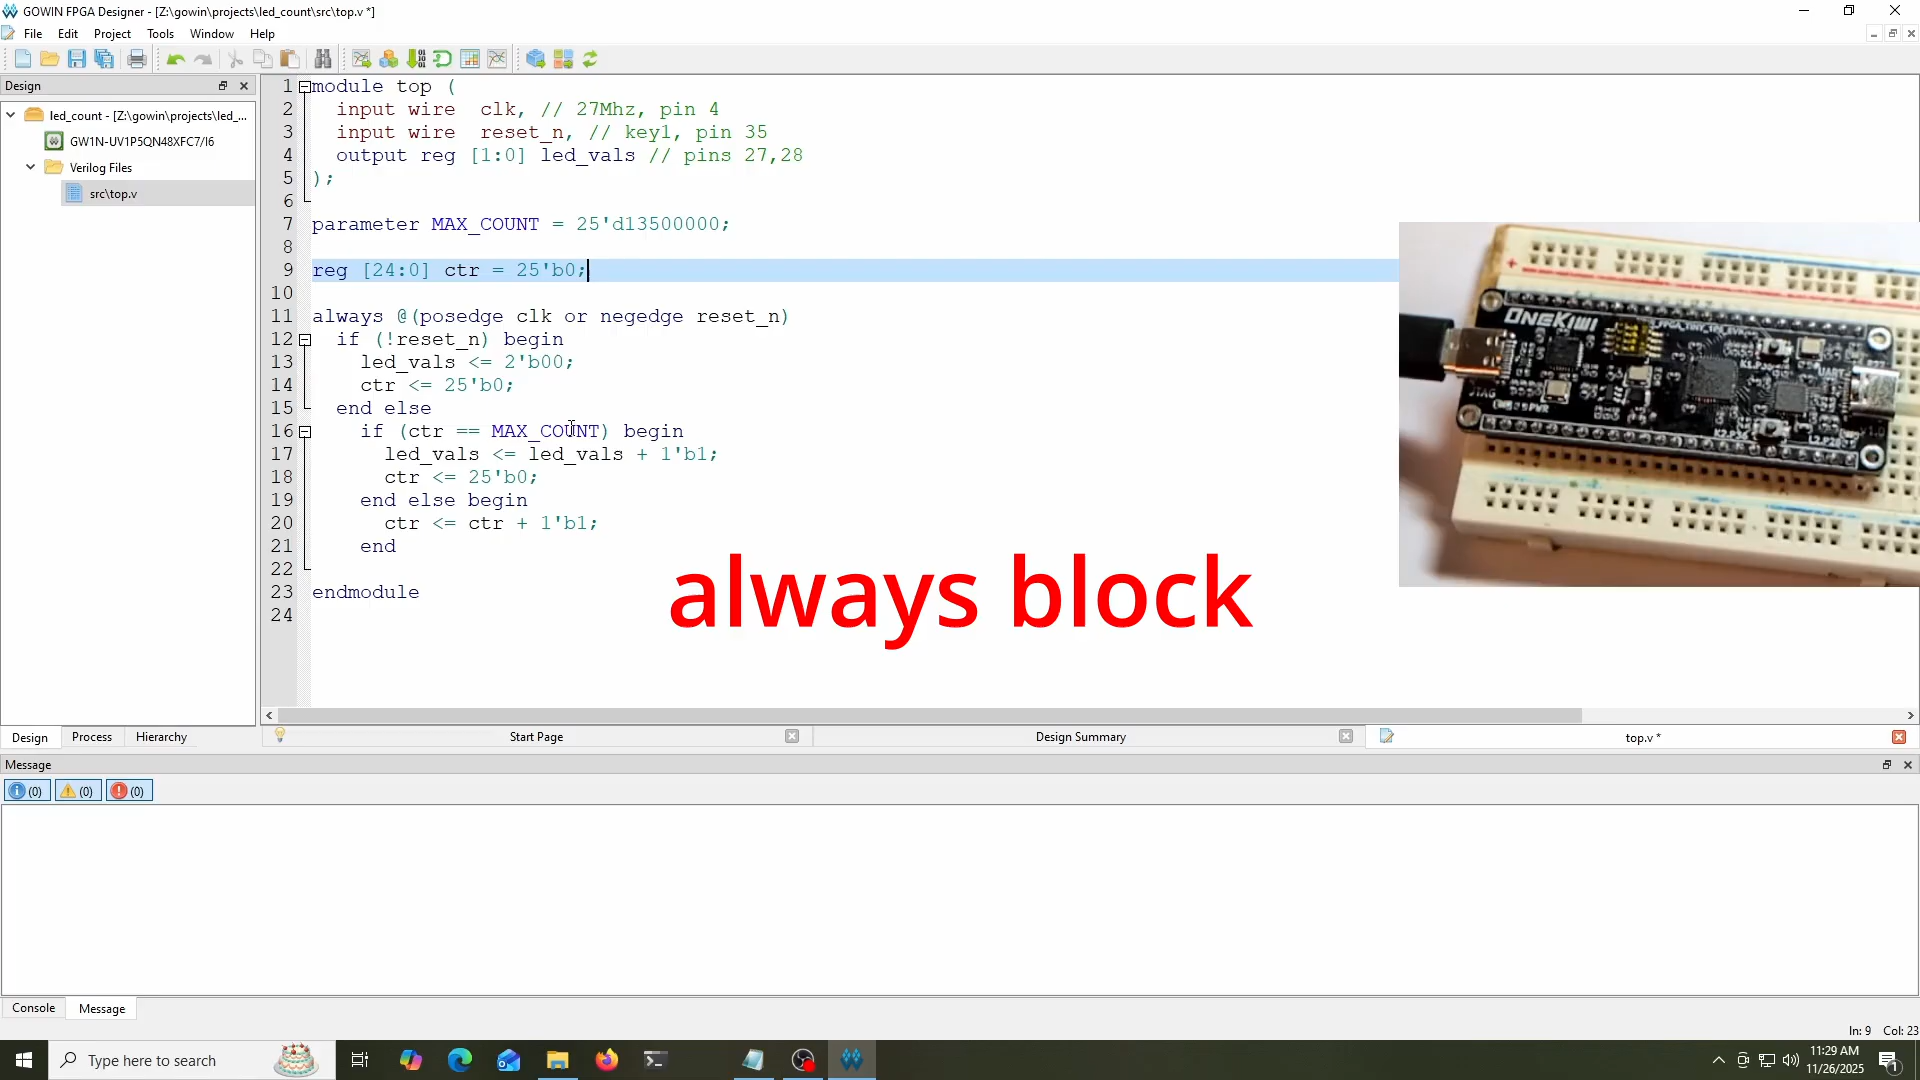 GOWIN FPGA Designer - [Z:\gowin\projects\led_count\src\top.v *]
File Edit Project Tools Window Help
Design
led_count - [Z:\gowin\projects\led_...
GW1N-UV1P5QN48XFC7/I6
Verilog Files
src\top.v
1 module top (
2 input wire clk, // 27Mhz, pin 4
3 input wire reset_n, // key1, pin 35
4 output reg [1:0] led_vals // pins 27,28
5 );
6
7 parameter MAX_COUNT = 25'd13500000;
8
9 reg [24:0] ctr = 25'b0;
10
11 always @(posedge clk or negedge reset_n)
12 if (!reset_n) begin
13 led_vals <= 2'b00;
14 ctr <= 25'b0;
15 end else
16 if (ctr == MAX_COUNT) begin
17 led_vals <= led_vals + 1'b1;
18 ctr <= 25'b0;
19 end else begin
20 ctr <= ctr + 1'b1;
21 end
22
23 endmodule
24
always block
ONEKIWI
JTAG
PWR
UART
Design Process Hierarchy
Start Page
Design Summary
top.v *
Message
(0) (0) (0)
Console Message
ln: 9 Col: 23
Type here to search
11:29 AM
11/26/2025
1